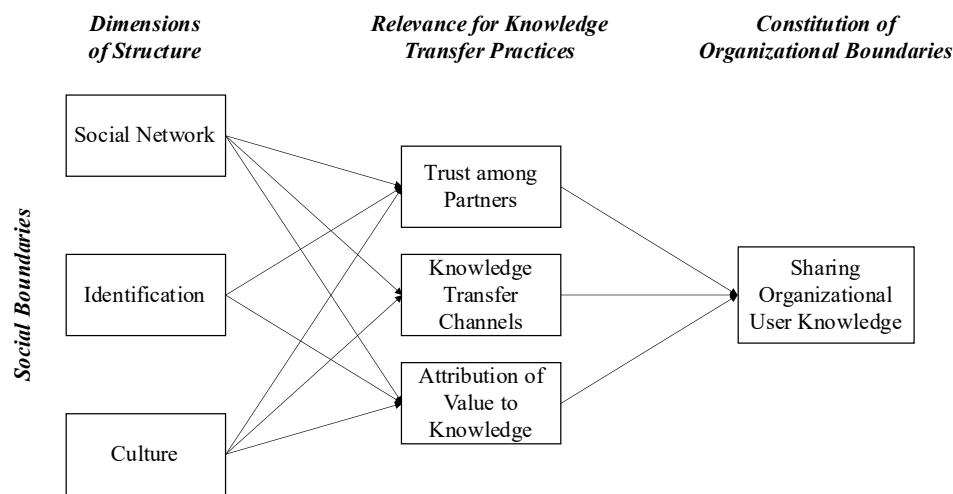 Dimensions
of Structure
Relevance for Knowledge
Transfer Practices
Constitution of
Organizational Boundaries
Social Boundaries
Social Network
Identification
Culture
Trust among
Partners
Knowledge
Transfer
Channels
Attribution of
Value to
Knowledge
Sharing
Organizational
User Knowledge